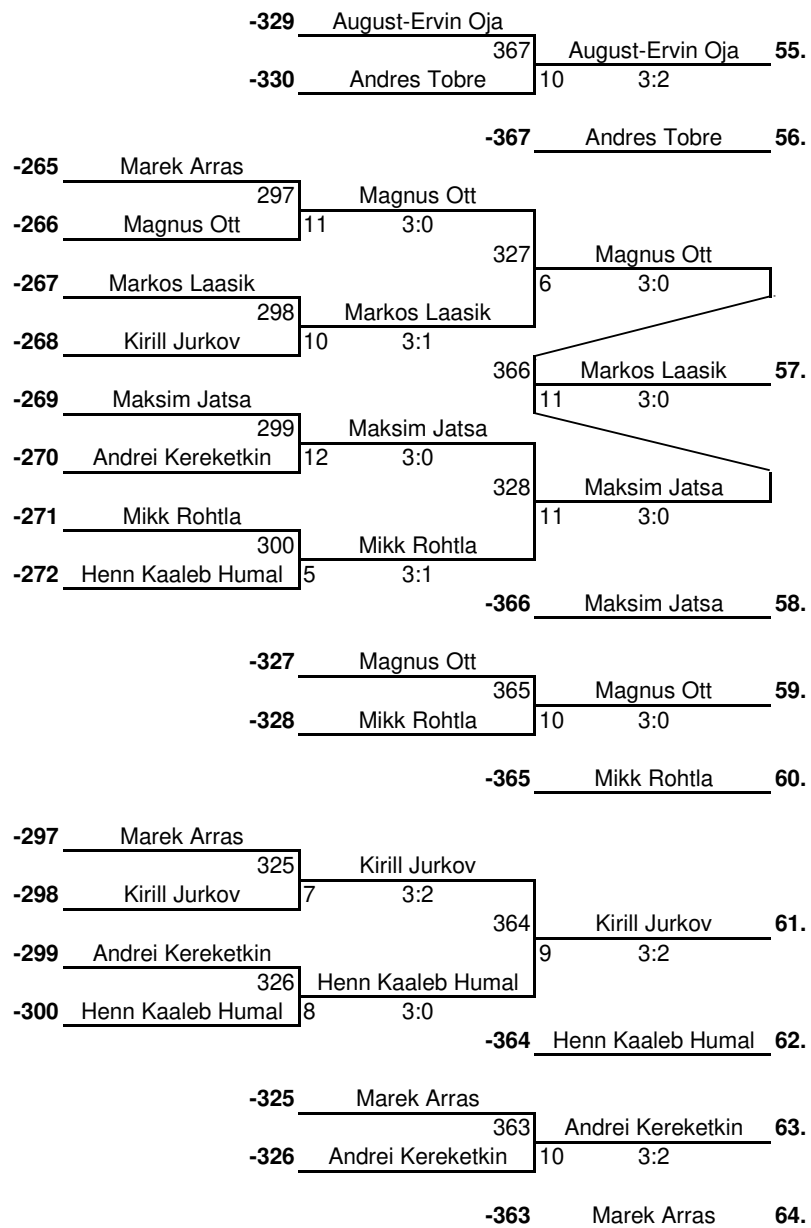 -329 August-Ervin Oja
367 August-Ervin Oja 55.
-330 Andres Tobre 10 3:2
-367 Andres Tobre 56.
-265 Marek Arras
297 Magnus Ott
-266 Magnus Ott 11 3:0
327 Magnus Ott
-267 Markos Laasik 6 3:0
298 Markos Laasik
-268 Kirill Jurkov 10 3:1
366 Markos Laasik 57.
-269 Maksim Jatsa 11 3:0
299 Maksim Jatsa
-270 Andrei Kereketkin 12 3:0
328 Maksim Jatsa
-271 Mikk Rohtla 11 3:0
300 Mikk Rohtla
-272 Henn Kaaleb Humal 5 3:1
-366 Maksim Jatsa 58.
-327 Magnus Ott
365 Magnus Ott 59.
-328 Mikk Rohtla 10 3:0
-365 Mikk Rohtla 60.
-297 Marek Arras
325 Kirill Jurkov
-298 Kirill Jurkov 7 3:2
364 Kirill Jurkov 61.
-299 Andrei Kereketkin 9 3:2
326 Henn Kaaleb Humal
-300 Henn Kaaleb Humal 8 3:0
-364 Henn Kaaleb Humal 62.
-325 Marek Arras
363 Andrei Kereketkin 63.
-326 Andrei Kereketkin 10 3:2
-363 Marek Arras 64.